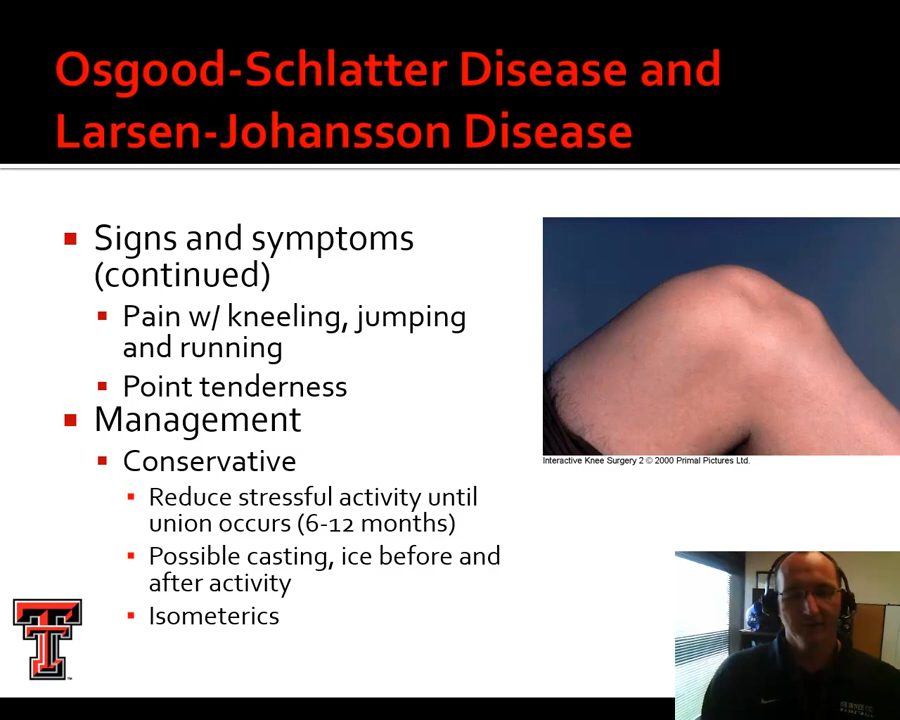 Osgood-Schlatter Disease and
Larsen-Johansson Disease
Signs and symptoms
(continued)
Pain w/ kneeling, jumping
and running
Point tenderness
Management
Conservative
Reduce stressful activity until
union occurs (6-12 months)
Possible casting, ice before and
after activity
Isometerics
Interactive Knee Surgery 2 © 2000 Primal Pictures Ltd.